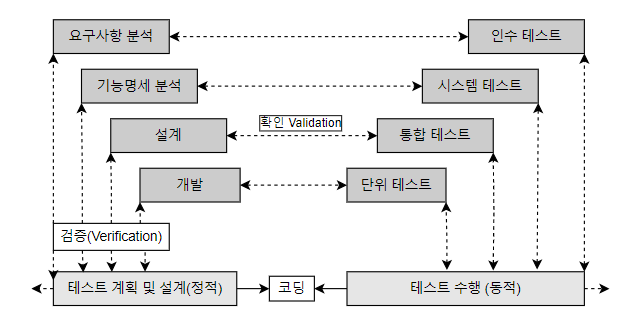 요구사항 분석
인수 테스트
기능명세 분석
시스템 테스트
설계
확인 Validation
통합 테스트
개발
단위 테스트
검증(Verification)
테스트 계획 및 설계(정적)
코딩
테스트 수행 (동적)